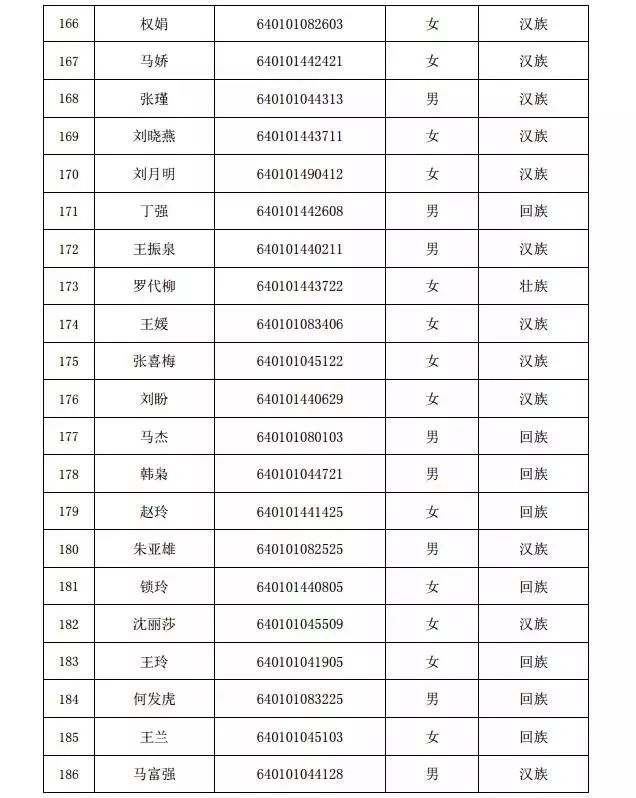 166 权娟 640101082603 女 汉族
167 马娇 640101442421 女 汉族
168 张瑾 640101044313 男 汉族
169 刘晓燕 640101443711 女 汉族
170 刘月明 640101490412 女 汉族
171 丁强 640101442608 男 回族
172 王振泉 640101440211 男 汉族
173 罗代柳 640101443722 女 壮族
174 王媛 640101083406 女 汉族
175 张喜梅 640101045122 女 汉族
176 刘盼 640101440629 女 汉族
177 马杰 640101080103 男 回族
178 韩枭 640101044721 男 回族
179 赵玲 640101441425 女 回族
180 朱亚雄 640101082525 男 汉族
181 锁玲 640101440805 女 回族
182 沈丽莎 640101045509 女 汉族
183 王玲 640101041905 女 回族
184 何发虎 640101083225 男 回族
185 王兰 640101045103 女 回族
186 马富强 640101044128 男 汉族